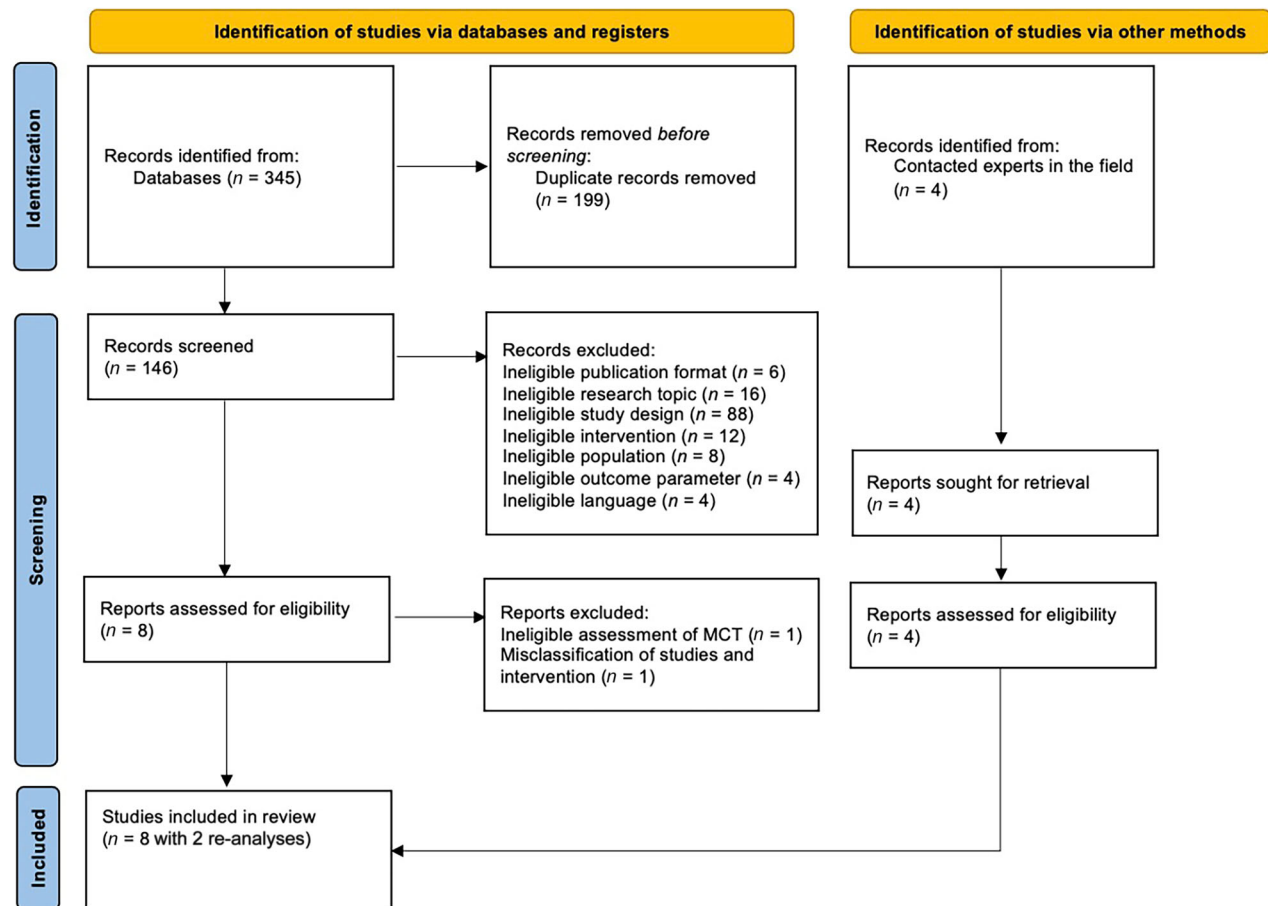 Identification of studies via databases and registers
Identification of studies via other methods
Identification
Records identified from:
Databases (n = 345)
Records removed before
screening:
Duplicate records removed
(n = 199)
Records identified from:
Contacted experts in the field
(n = 4)
Screening
Records screened
(n = 146)
Records excluded:
Ineligible publication format (n = 6)
Ineligible research topic (n = 16)
Ineligible study design (n = 88)
Ineligible intervention (n = 12)
Ineligible population (n = 8)
Ineligible outcome parameter (n = 4)
Ineligible language (n = 4)
Reports sought for retrieval
(n = 4)
Reports assessed for eligibility
(n = 8)
Reports excluded:
Ineligible assessment of MCT (n = 1)
Misclassification of studies and
intervention (n = 1)
Reports assessed for eligibility
(n = 4)
Included
Studies included in review
(n = 8 with 2 re-analyses)